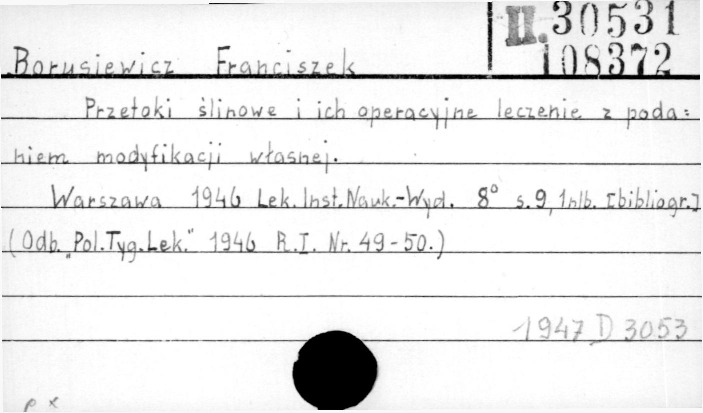 II. 30531
108372
Borusiewicz Franciszek
Przetoki ślinowe i ich operacyjne leczenie z poda=
niem modyfikacji własnej.
Warszawa 1946 Lek. Inst. Nauk.-Wyd. 8° s. 9, 1 nlb. [bibliogr.]
(Odb. „Pol. Tyg. Lek." 1946 R. I. Nr. 49-50.)
1947 D 3053
p x